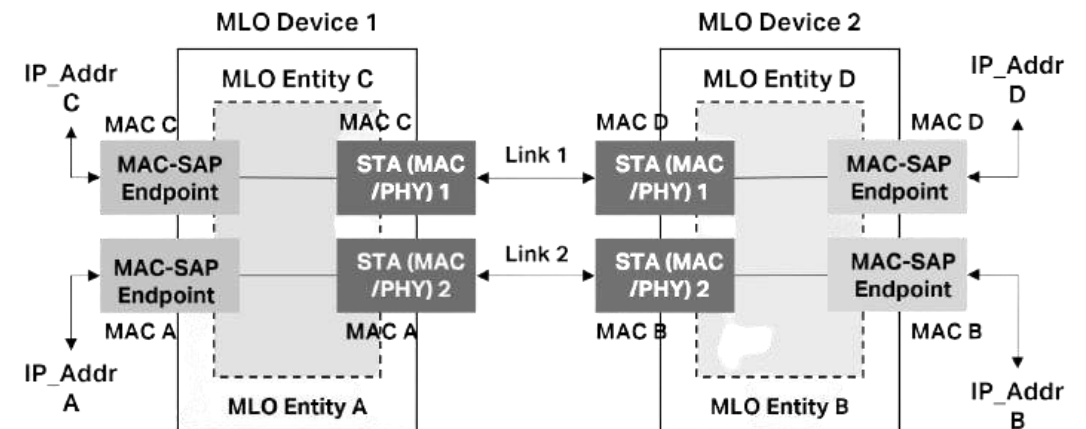 MLO Device 1
MLO Device 2
IP_Addr
C
MLO Entity C
MLO Entity D
IP_Addr
D
MAC C
MAC C
MAC D
MAC D
MAC-SAP
Endpoint
STA (MAC
/PHY) 1
Link 1
STA (MAC
/PHY) 1
MAC-SAP
Endpoint
MAC-SAP
Endpoint
STA (MAC
/PHY) 2
Link 2
STA (MAC
/PHY) 2
MAC-SAP
Endpoint
MAC A
MAC A
MAC B
MAC B
IP_Addr
A
MLO Entity A
MLO Entity B
IP_Addr
B